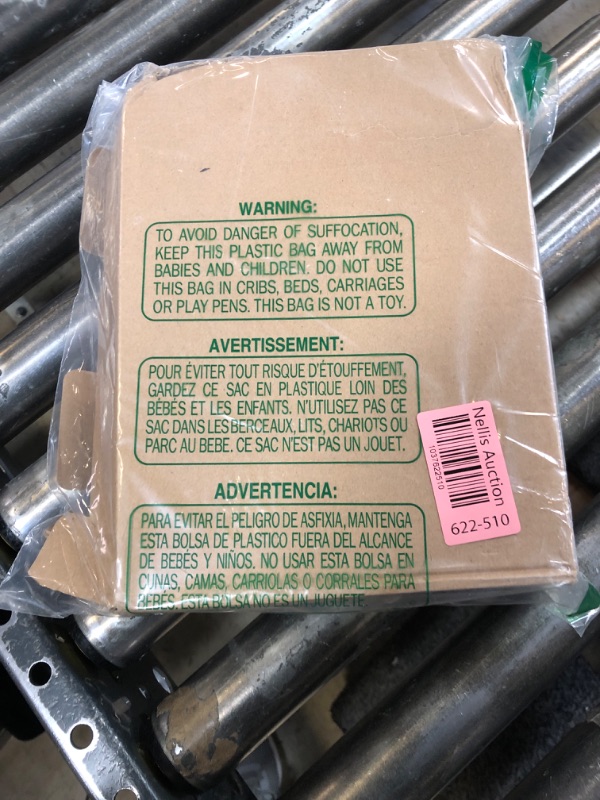 WARNING:
TO AVOID DANGER OF SUFFOCATION,
KEEP THIS PLASTIC BAG AWAY FROM
BABIES AND CHILDREN. DO NOT USE
THIS BAG IN CRIBS, BEDS, CARRIAGES
OR PLAY PENS. THIS BAG IS NOT A TOY.
AVERTISSEMENT:
POUR ÉVITER TOUT RISQUE D'ÉTOUFFEMENT,
GARDEZ CE SAC EN PLASTIQUE LOIN DES
BÉBÉS ET LES ENFANTS. N'UTILISEZ PAS CE
SAC DANS LES BERCEAUX, LITS, CHARIOTS OU
PARC AU BEBE. CE SAC N'EST PAS UN JOUET.
ADVERTENCIA:
PARA EVITAR EL PELIGRO DE ASFIXIA, MANTENGA
ESTA BOLSA DE PLASTICO FUERA DEL ALCANCE
DE BEBÉS Y NIÑOS. NO USAR ESTA BOLSA EN
CUNAS, CAMAS, CARRIOLAS O CORRALES PARA
BEBÉS. ESTA BOLSA NO ES UN JUGUETE.
Nellis Auction
1037622510
622-510